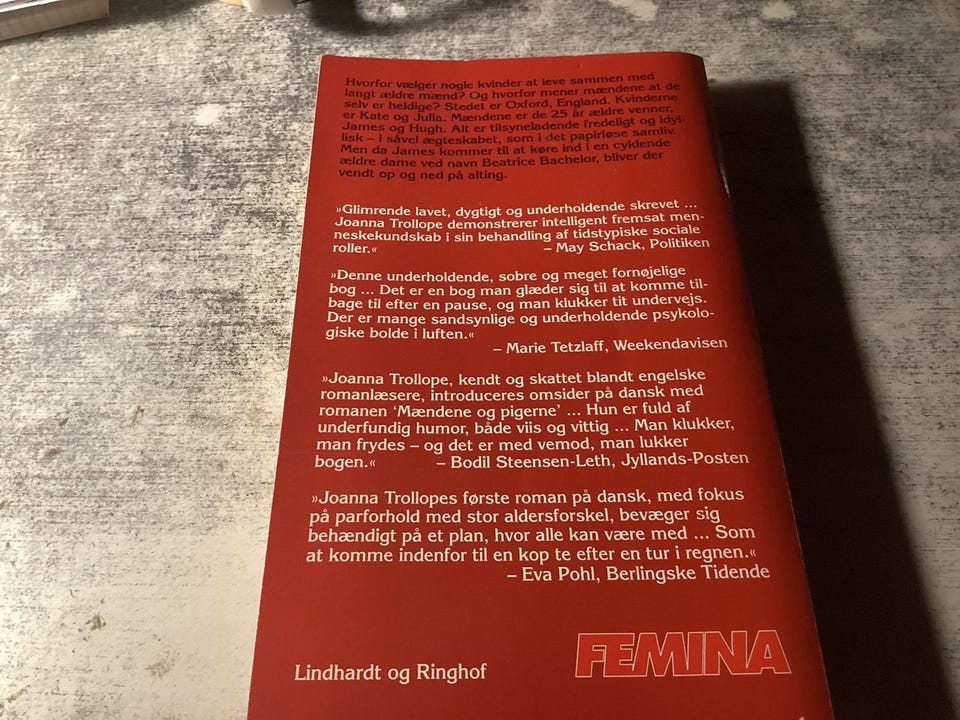 Hvorfor vælger nogle kvinder at leve sammen med
langt ældre mænd? Og hvorfor mener mændene at de
selv er heldige? Stedet er Oxford, England. Kvinderne
er Kate og Julia. Mændene er de 25 år ældre venner,
James og Hugh. Alt er tilsyneladende fredeligt og idyl-
lisk – i såvel ægteskabet, som i det papirløse samliv.
Men da James kommer til at køre ind i en cyklende
ældre dame ved navn Beatrice Bachelor, bliver der
vendt op og ned på alting.
»Glimrende lavet, dygtigt og underholdende skrevet ...
Joanna Trollope demonstrerer intelligent fremsat men-
neskekundskab i sin behandling af tidstypiske sociale
roller.« – May Schack, Politiken
»Denne underholdende, sobre og meget fornøjelige
bog ... Det er en bog man glæder sig til at komme til-
bage til efter en pause, og man klukker tit undervejs.
Der er mange sandsynlige og underholdende psykolo-
giske bolde i luften.«
– Marie Tetzlaff, Weekendavisen
»Joanna Trollope, kendt og skattet blandt engelske
romanlæsere, introduceres omsider på dansk med
romanen ‘Mændene og pigerne’ ... Hun er fuld af
underfundig humor, både viis og vittig ... Man klukker,
man frydes – og det er med vemod, man lukker
bogen.« – Bodil Steensen-Leth, Jyllands-Posten
»Joanna Trollopes første roman på dansk, med fokus
på parforhold med stor aldersforskel, bevæger sig
behændigt på et plan, hvor alle kan være med ... Som
at komme indenfor til en kop te efter en tur i regnen.«
– Eva Pohl, Berlingske Tidende
Lindhardt og Ringhof FEMINA